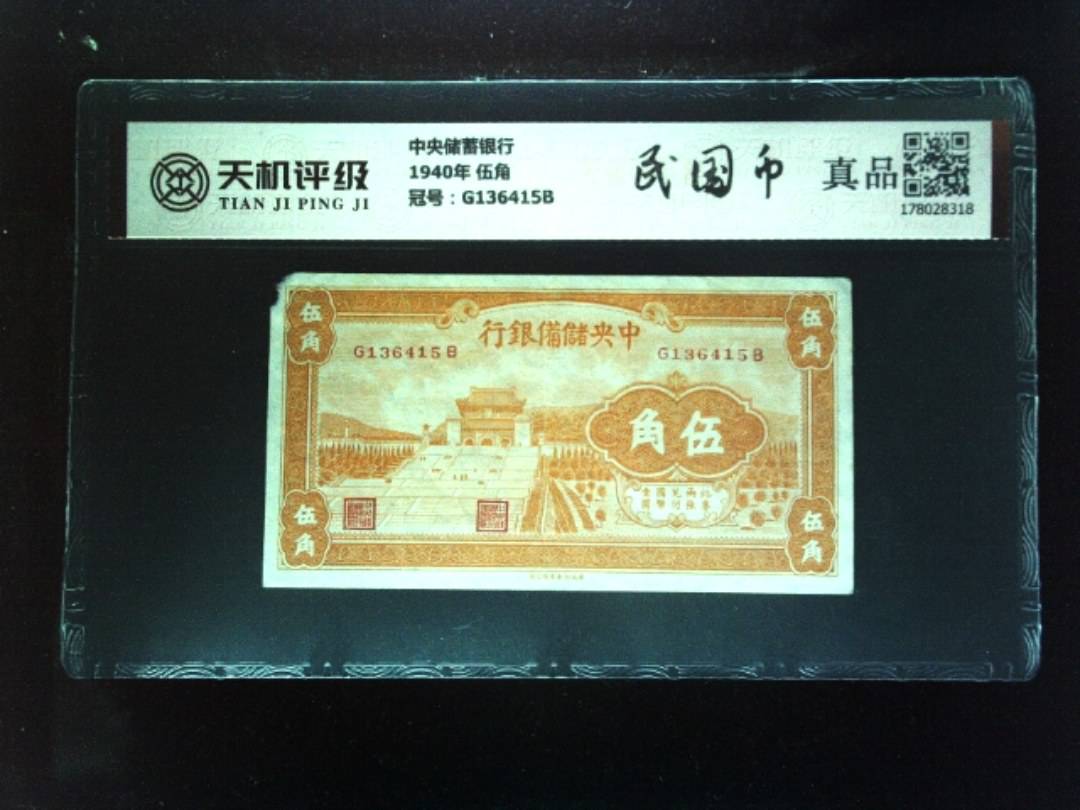 天机评级
TIAN JI PING JI
中央储蓄银行
1940年 伍角
冠号：G136415B
民国币
真品
178028318
伍角
行銀備儲央中
伍角
G136415B
G136415B
角伍
伍角
伍角